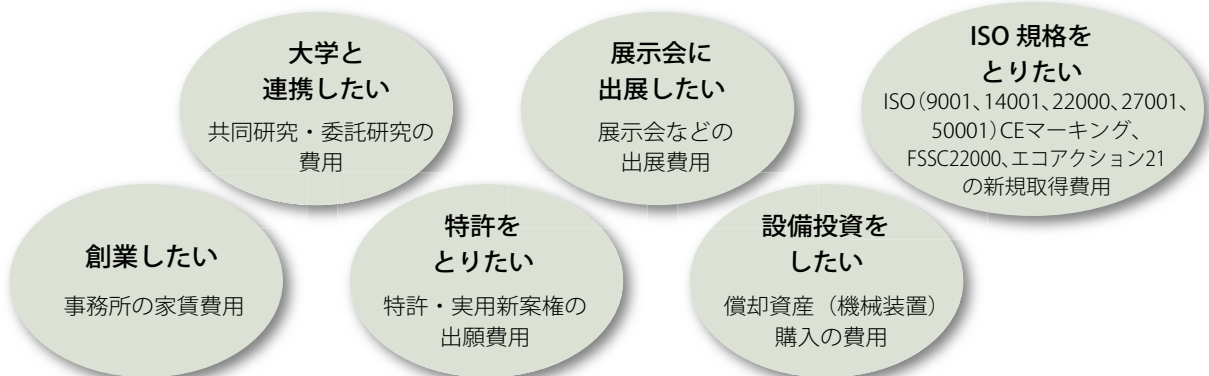 大学と
連携したい
共同研究・委託研究の
費用
展示会に
出展したい
展示会などの
出展費用
ISO 規格を
とりたい
ISO（9001、14001、22000、27001、
50001）CEマーキング、
FSSC22000、エコアクション21
の新規取得費用
創業したい
事務所の家賃費用
特許を
とりたい
特許・実用新案権の
出願費用
設備投資を
したい
償却資産（機械装置）
購入の費用